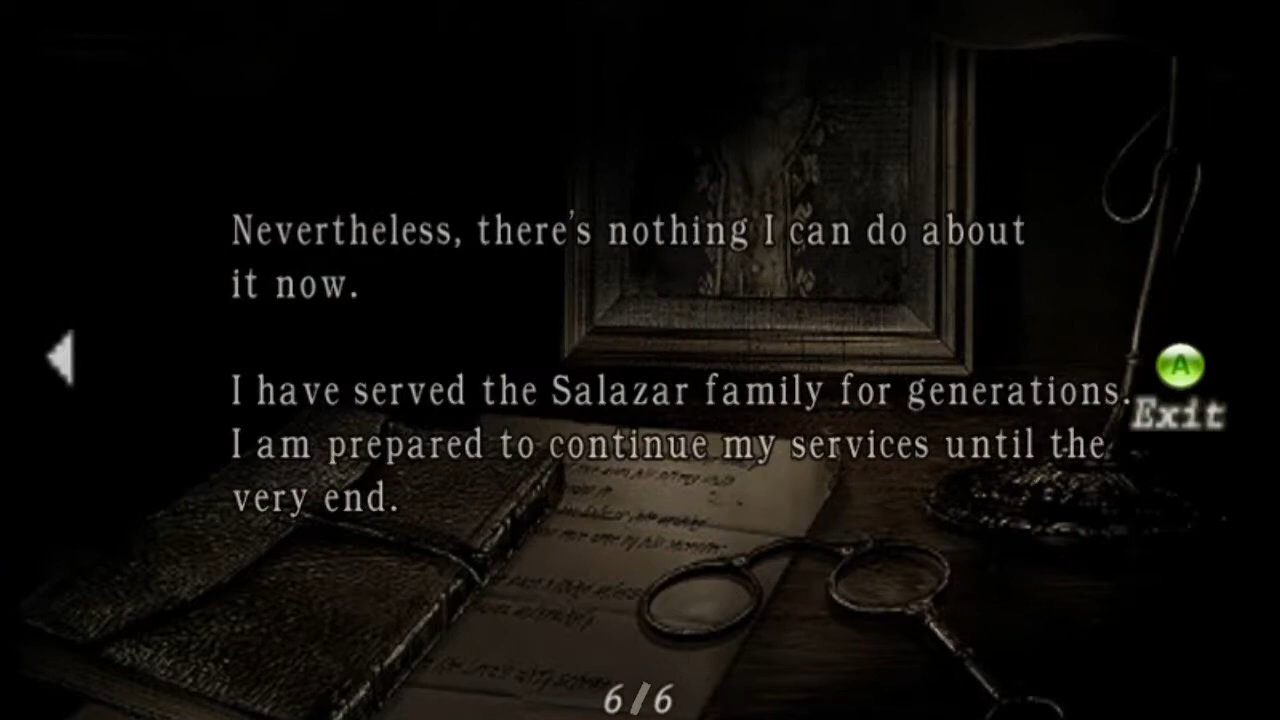 Nevertheless, there's nothing I can do about
it now.
I have served the Salazar family for generations.
I am prepared to continue my services until the
very end.
A
Exit
6/6